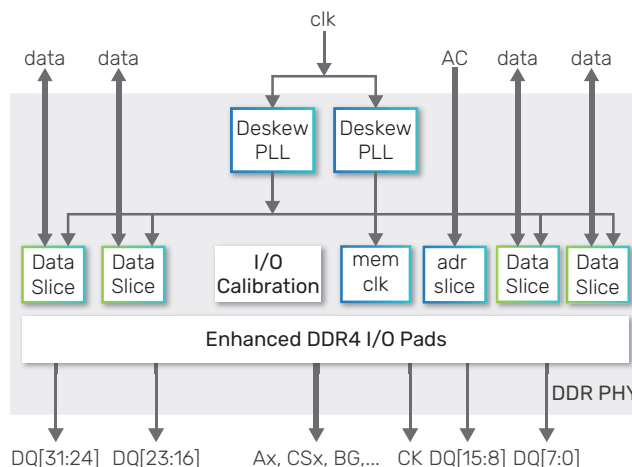 clk
data
data
AC
data
data
Deskew
PLL
Deskew
PLL
Data
Slice
Data
Slice
I/O
Calibration
mem
clk
adr
slice
Data
Slice
Data
Slice
Enhanced DDR4 I/O Pads
DDR PHY
DQ[31:24]
DQ[23:16]
Ax, CSx, BG,...
CK
DQ[15:8]
DQ[7:0]